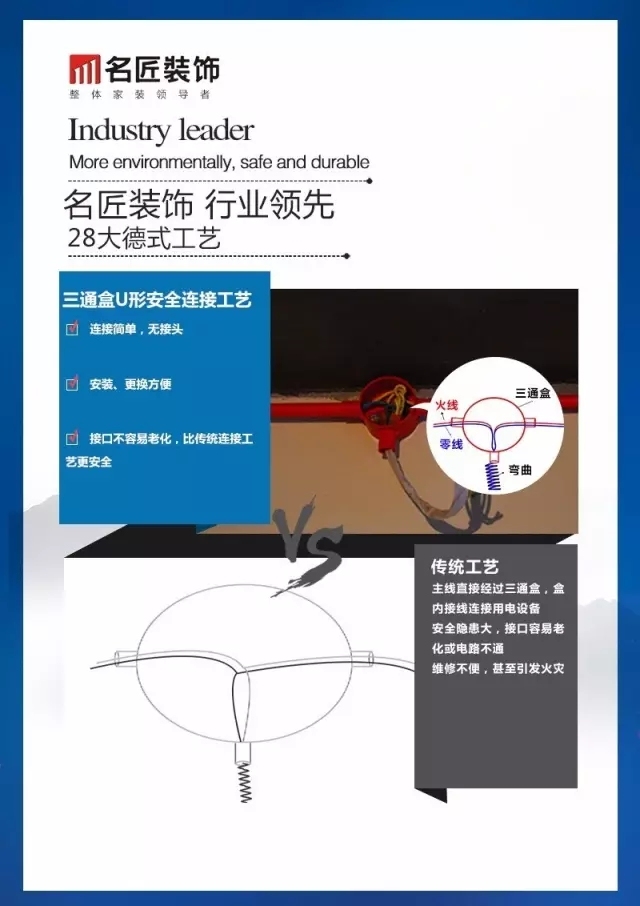 名匠装饰
整体家装领导者
Industry leader
More environmentally, safe and durable
名匠装饰 行业领先
28大德式工艺
三通盒U形安全连接工艺
连接简单，无接头
安装、更换方便
接口不容易老化，比传统连接工
艺更安全
三通盒
火线
零线
弯曲
VS
传统工艺
主线直接经过三通盒，盒
内接线连接用电设备
安全隐患大，接口容易老
化或电路不通
维修不便，甚至引发火灾